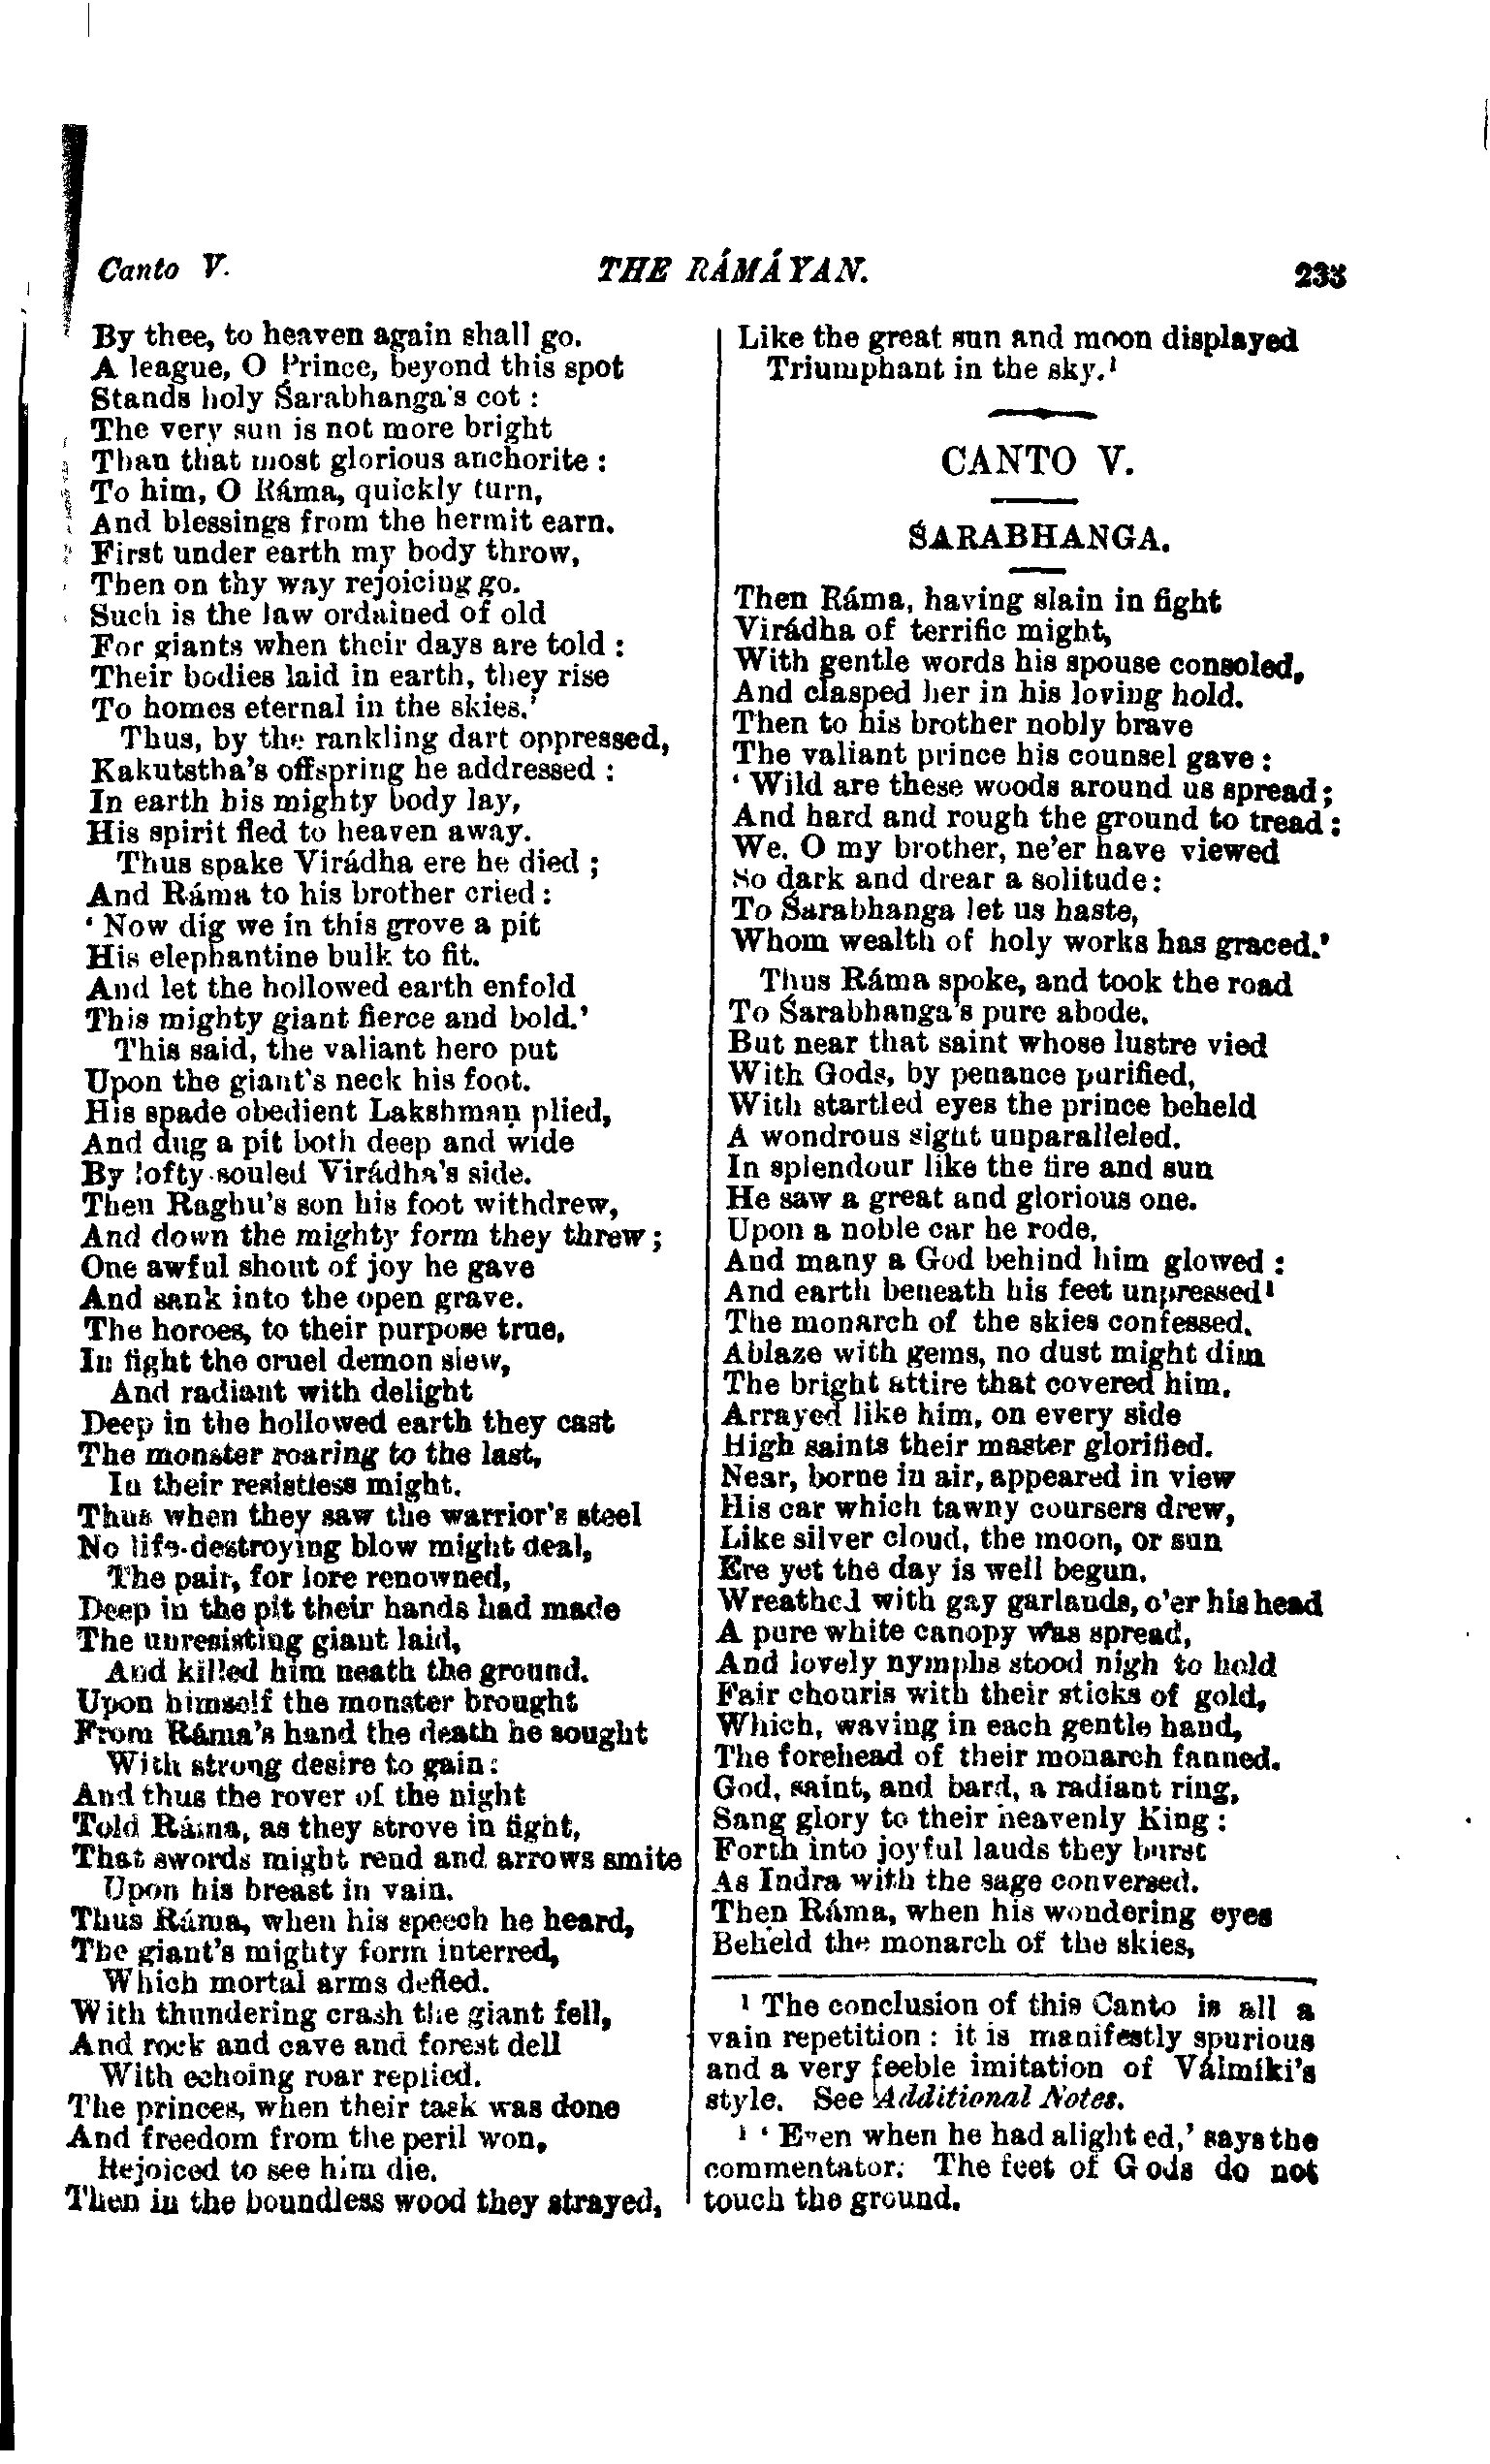 Canto V. THE RÁMÁYAN. 233
By thee, to heaven again shall go.
A league, O Prince, beyond this spot
Stands holy Śarabhanga's cot :
The very sun is not more bright
Than that most glorious anchorite :
To him, O Ráma, quickly turn,
And blessings from the hermit earn.
First under earth my body throw,
Then on thy way rejoicing go.
Such is the law ordained of old
For giants when their days are told :
Their bodies laid in earth, they rise
To homes eternal in the skies.'
Thus, by the rankling dart oppressed,
Kakutstha's offspring he addressed :
In earth his mighty body lay,
His spirit fled to heaven away.
Thus spake Virádha ere he died ;
And Ráma to his brother cried :
' Now dig we in this grove a pit
His elephantine bulk to fit.
And let the hollowed earth enfold
This mighty giant fierce and bold.'
This said, the valiant hero put
Upon the giant's neck his foot.
His spade obedient Lakshmaṇ plied,
And dug a pit both deep and wide
By lofty-souled Virádha's side.
Then Raghu's son his foot withdrew,
And down the mighty form they threw ;
One awful shout of joy he gave
And sank into the open grave.
The heroes, to their purpose true,
In fight the cruel demon slew,
And radiant with delight
Deep in the hollowed earth they cast
The monster roaring to the last,
In their resistless might.
Thus when they saw the warrior's steel
No life-destroying blow might deal,
The pair, for lore renowned,
Deep in the pit their hands had made
The unresisting giant laid,
And killed him neath the ground.
Upon himself the monster brought
From Ráma's hand the death he sought
With strong desire to gain :
And thus the rover of the night
Told Ráma, as they strove in fight,
That swords might rend and arrows smite
Upon his breast in vain.
Thus Ráma, when his speech he heard,
The giant's mighty form interred,
Which mortal arms defied.
With thundering crash the giant fell,
And rock and cave and forest dell
With echoing roar replied.
The princes, when their task was done
And freedom from the peril won,
Rejoiced to see him die.
Then in the boundless wood they strayed,
Like the great sun and moon displayed
Triumphant in the sky.¹
CANTO V.
ŚARABHANGA.
Then Ráma, having slain in fight
Virádha of terrific might,
With gentle words his spouse consoled,
And clasped her in his loving hold.
Then to his brother nobly brave
The valiant prince his counsel gave :
' Wild are these woods around us spread ;
And hard and rough the ground to tread :
We, O my brother, ne'er have viewed
So dark and drear a solitude :
To Śarabhanga let us haste,
Whom wealth of holy works has graced.'
Thus Ráma spoke, and took the road
To Śarabhanga's pure abode.
But near that saint whose lustre vied
With Gods, by penance purified,
With startled eyes the prince beheld
A wondrous sight unparalleled.
In splendour like the fire and sun
He saw a great and glorious one.
Upon a noble car he rode,
And many a God behind him glowed :
And earth beneath his feet unpressed¹
The monarch of the skies confessed.
Ablaze with gems, no dust might dim
The bright attire that covered him.
Arrayed like him, on every side
High saints their master glorified.
Near, borne in air, appeared in view
His car which tawny coursers drew,
Like silver cloud, the moon, or sun
Ere yet the day is well begun.
Wreathed with gay garlands, o'er his head
A pure white canopy was spread,
And lovely nymphs stood nigh to hold
Fair chouris with their sticks of gold,
Which, waving in each gentle hand,
The forehead of their monarch fanned.
God, saint, and bard, a radiant ring,
Sang glory to their heavenly King :
Forth into joyful lauds they burst
As Indra with the sage conversed.
Then Ráma, when his wondering eyes
Beheld the monarch of the skies,
¹ The conclusion of this Canto is all a
vain repetition : it is manifestly spurious
and a very feeble imitation of Válmíki's
style. See Additional Notes.
¹ ' Even when he had alighted,' says the
commentator. The feet of Gods do not
touch the ground.